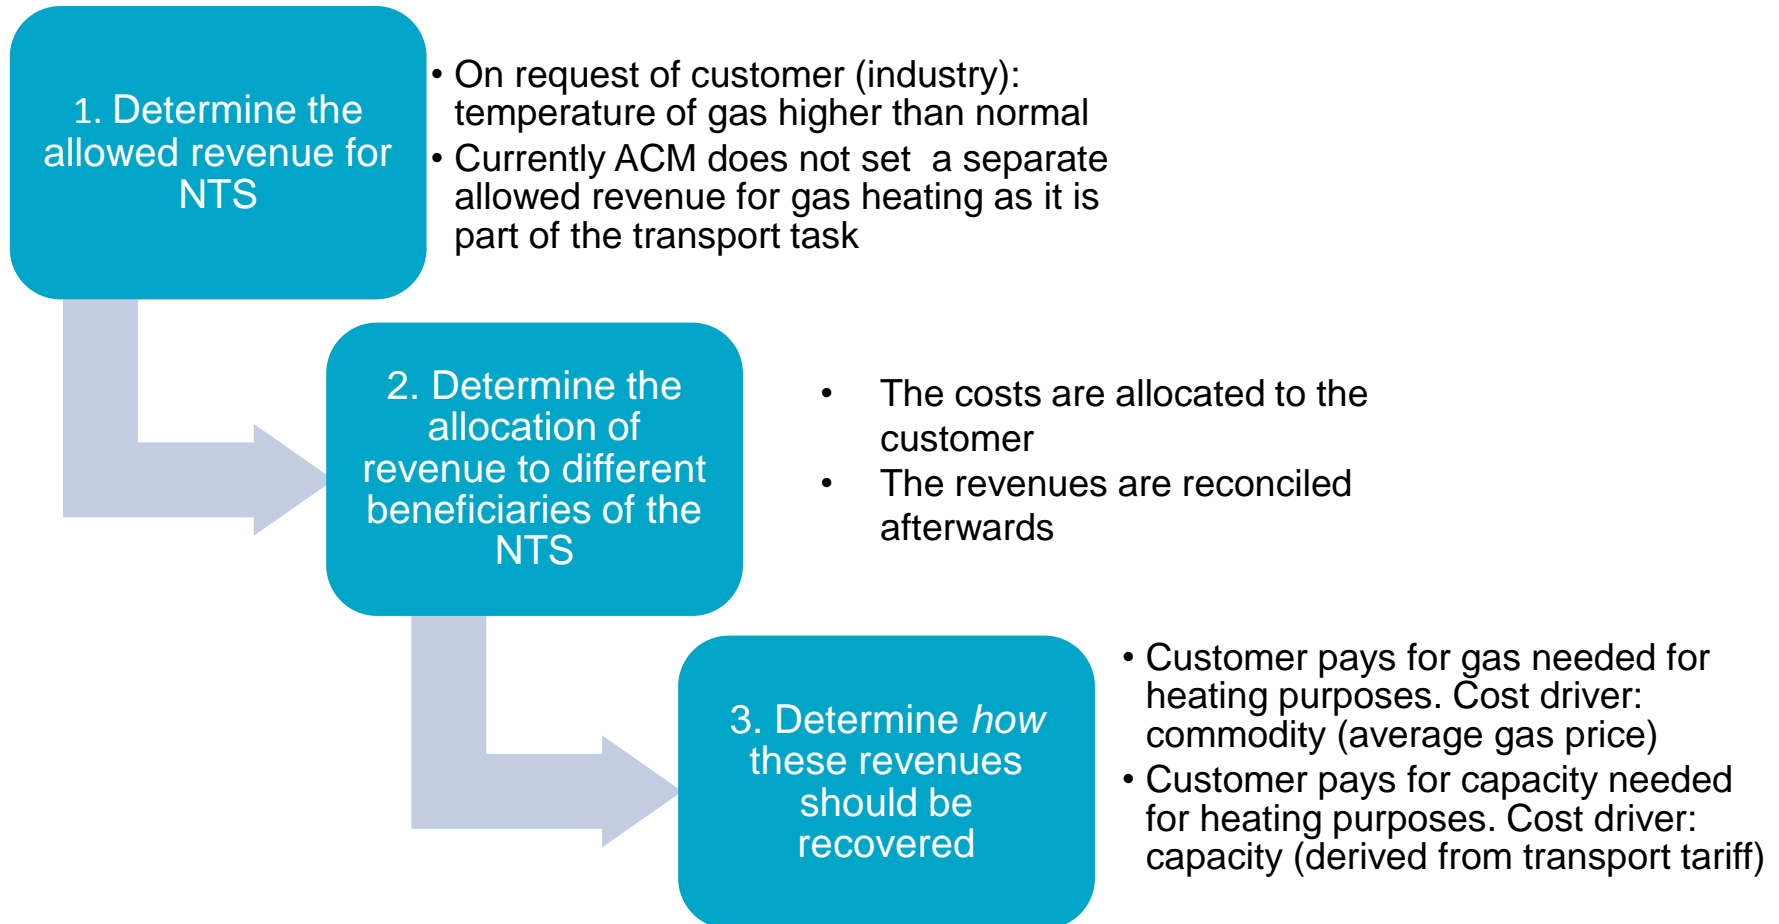 1. Determine the
allowed revenue for
NTS
• On request of customer (industry):
temperature of gas higher than normal
• Currently ACM does not set  a separate
allowed revenue for gas heating as it is
part of the transport task
2. Determine the
allocation of
revenue to different
beneficiaries of the
NTS
• The costs are allocated to the
customer
• The revenues are reconciled
afterwards
3. Determine how
these revenues
should be
recovered
• Customer pays for gas needed for
heating purposes. Cost driver:
commodity (average gas price)
• Customer pays for capacity needed
for heating purposes. Cost driver:
capacity (derived from transport tariff)